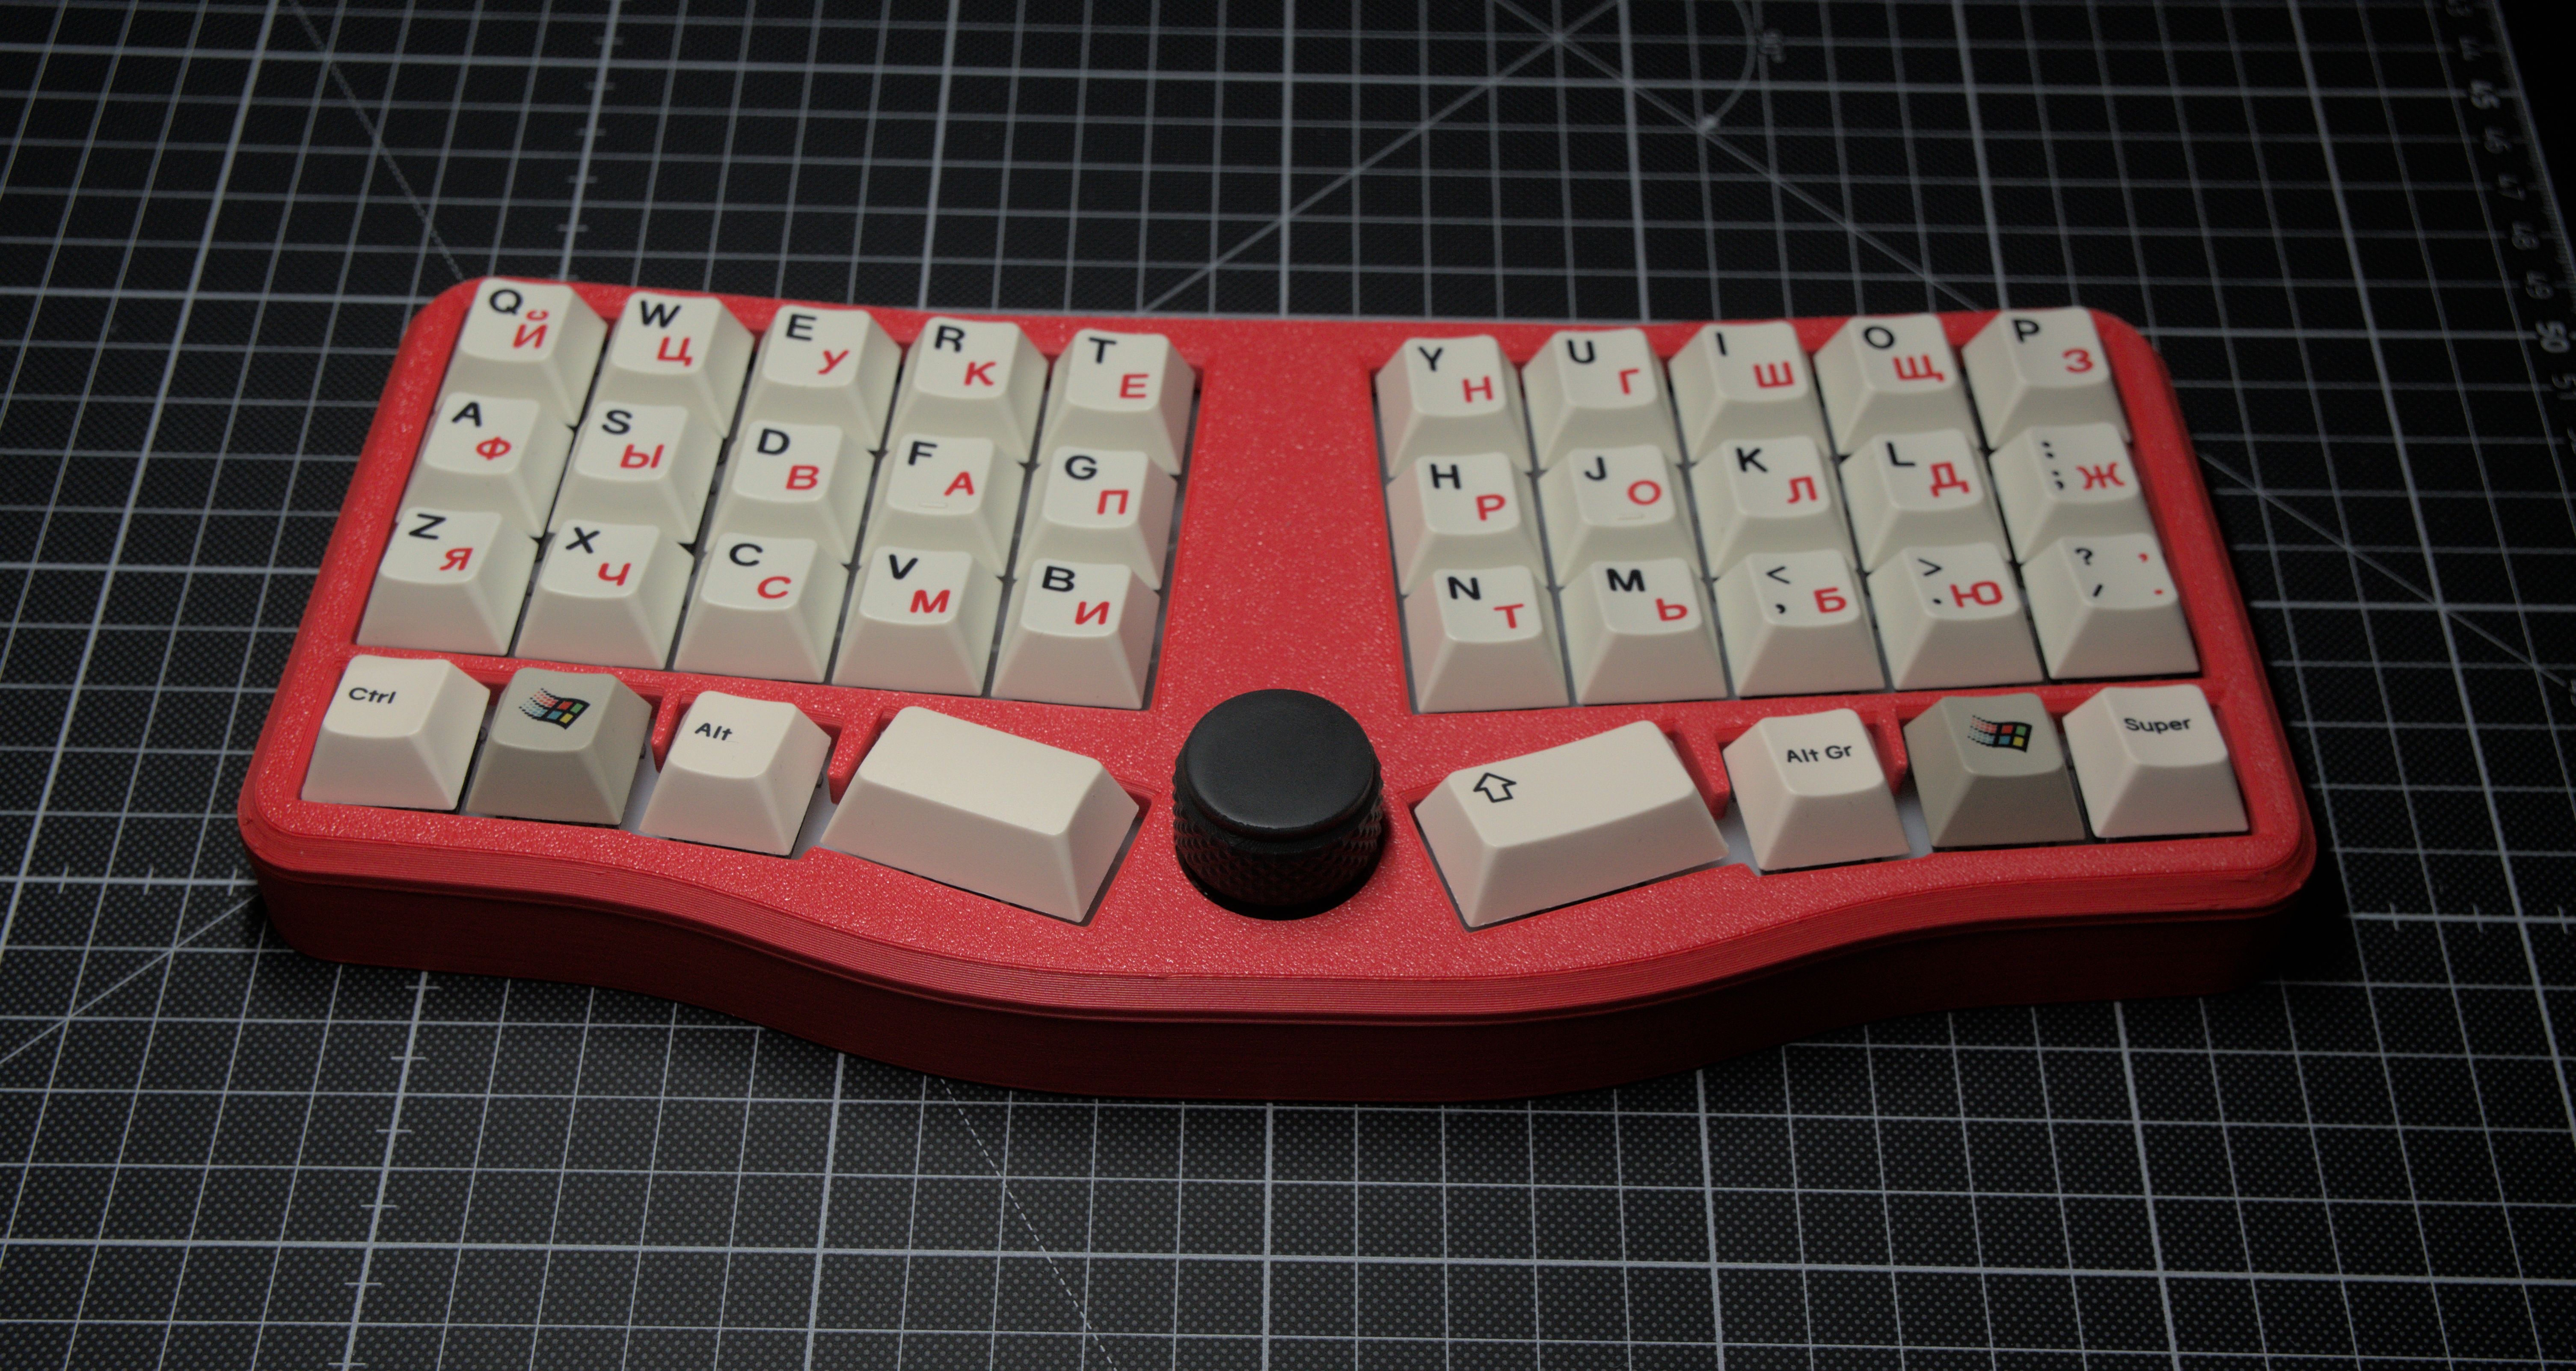 Q Й W Ц E У R К T Е Y Н U Г I Ш O Щ P З
A Ф S Ы D В F А G П H Р J О K Л L Д : ; Ж
Z Я X Ч C С V М B И N Т M Ь < , Б > . Ю ? / , .
Ctrl Alt Alt Gr Super
45
46
47
48
49
50
51